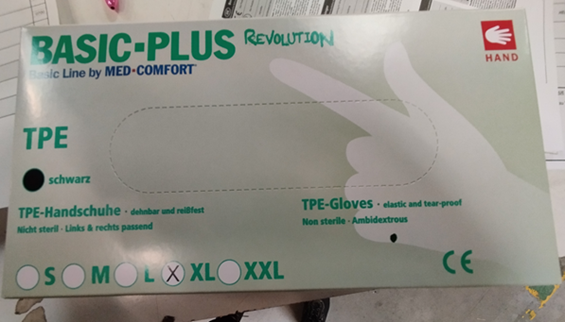 BASIC-PLUS REVOLUTION
Basic Line by MED·COMFORT
HAND
TPE
schwarz
TPE-Handschuhe · dehnbar und reißfest
Nicht steril · Links & rechts passend
TPE-Gloves · elastic and tear-proof
Non sterile · Ambidextrous
S M L X XL XXL
CE